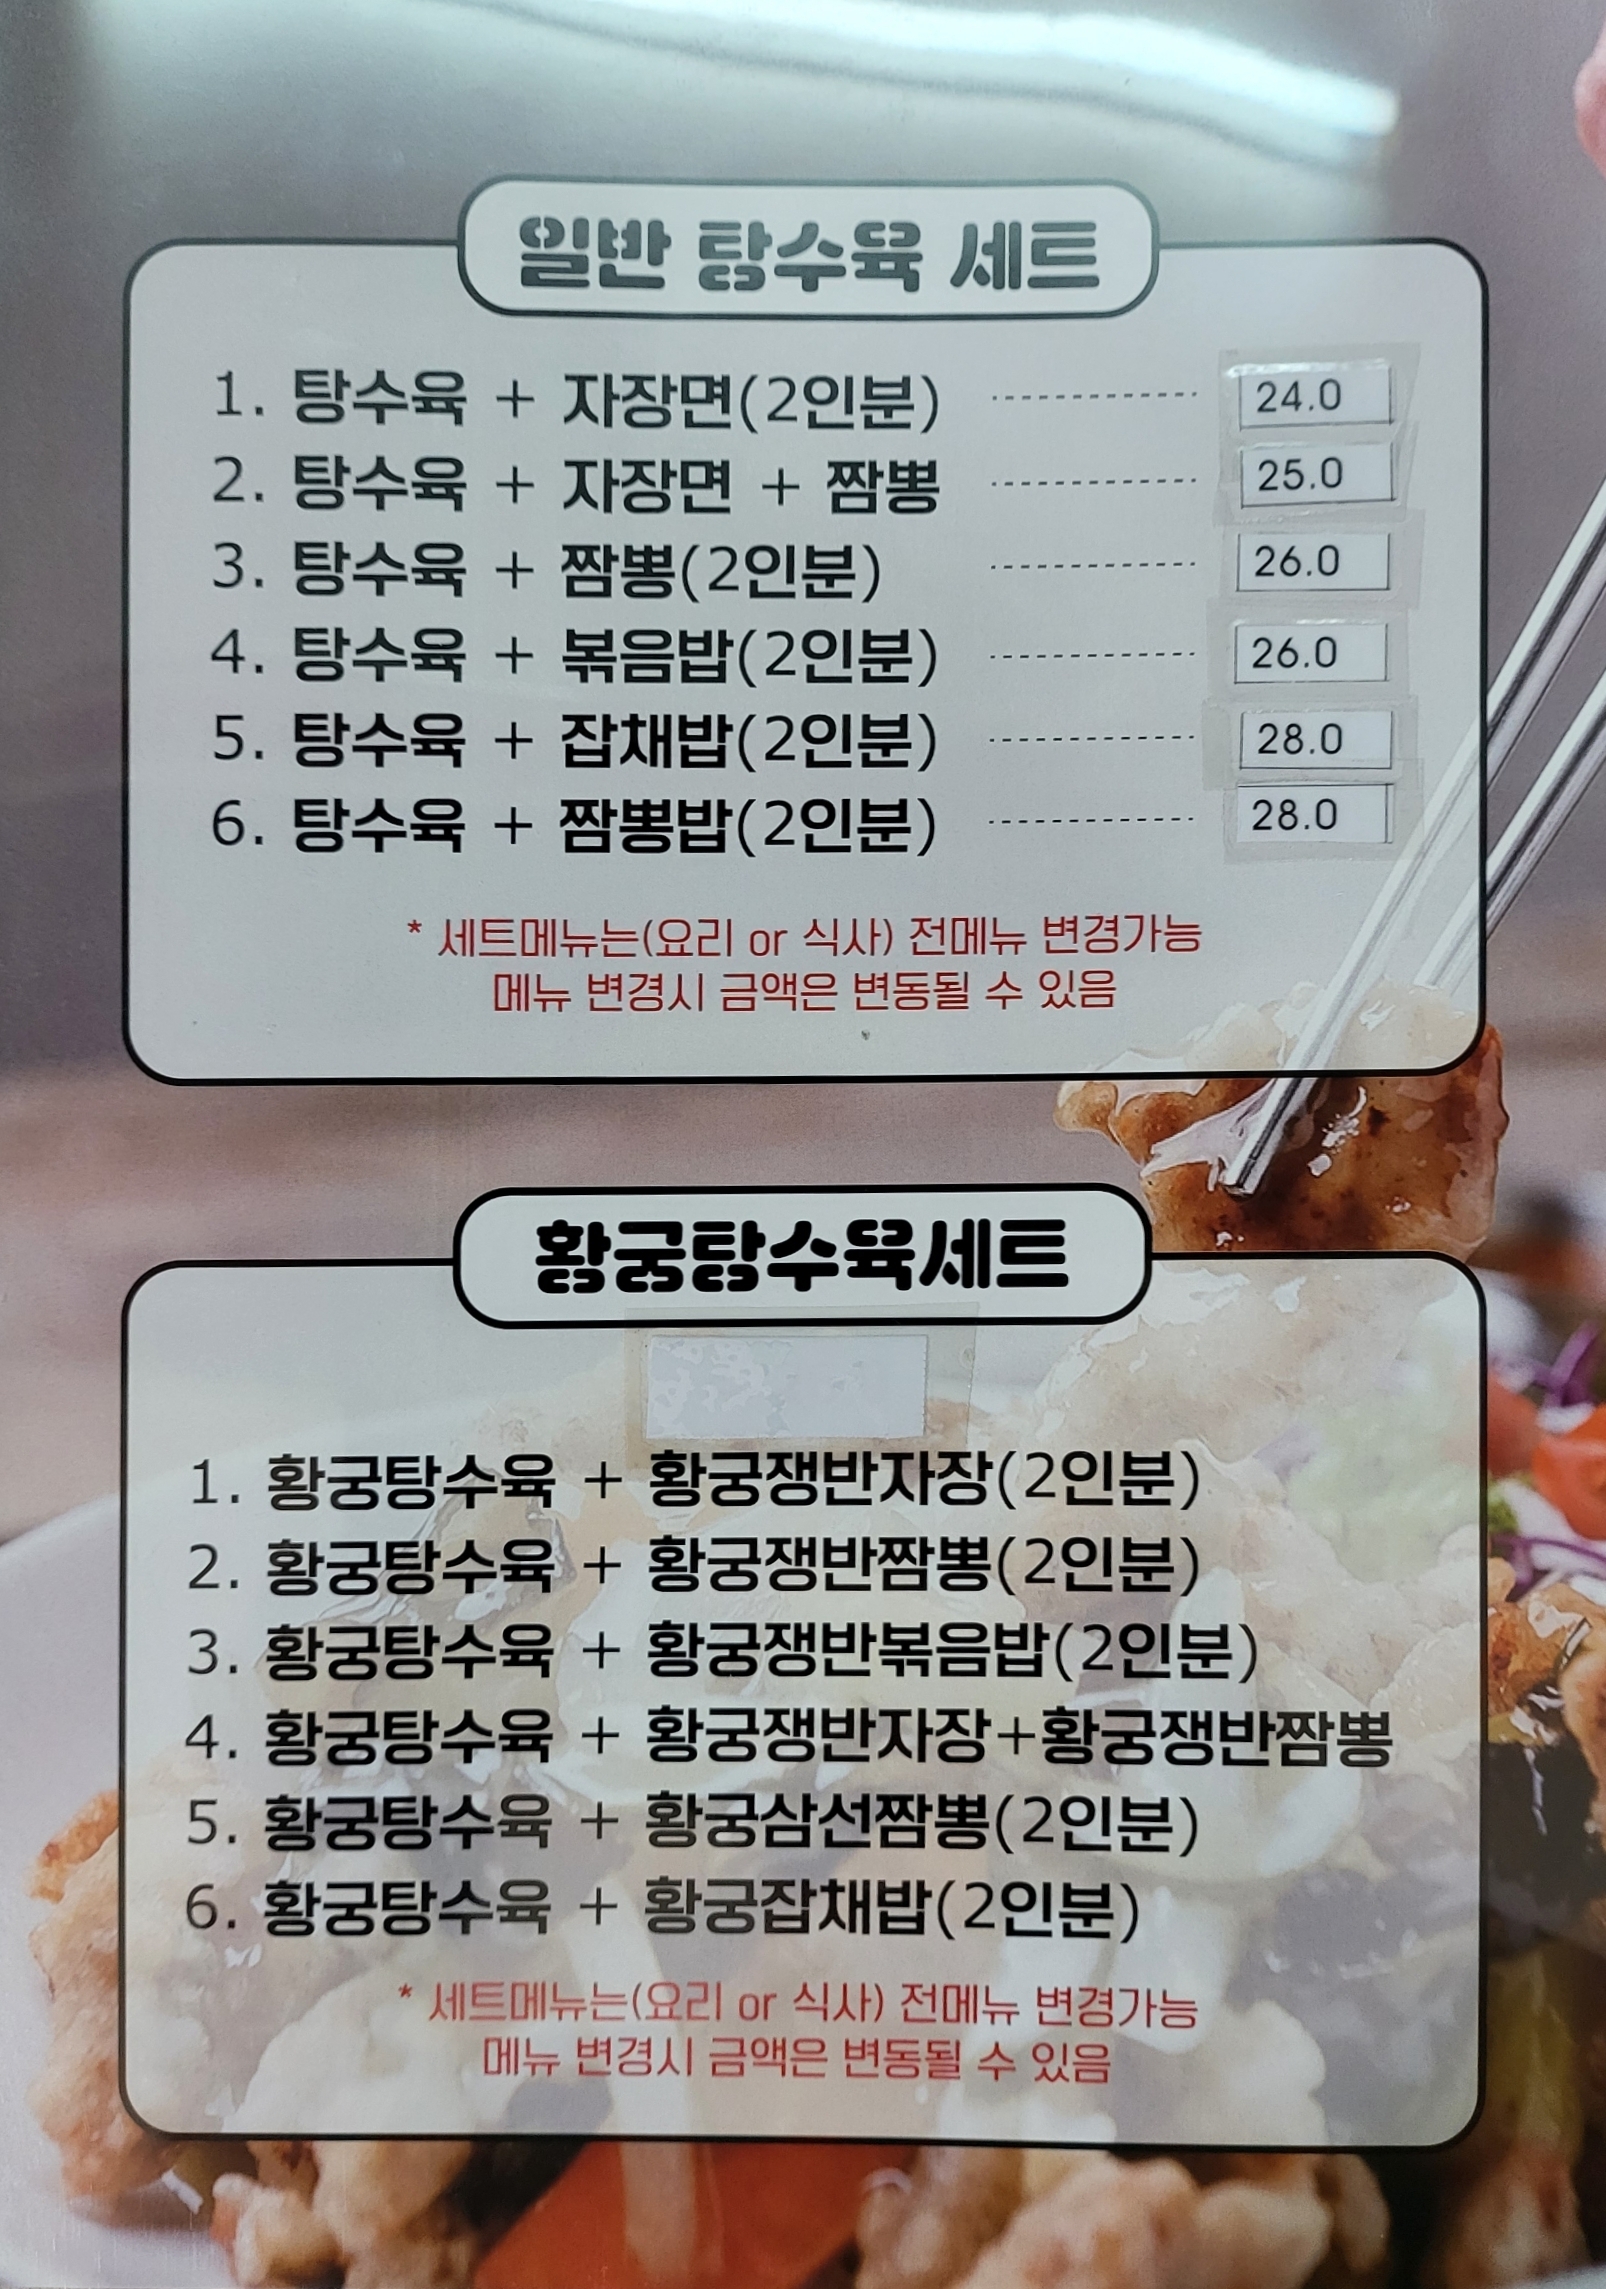 일반 탕수육 세트
1. 탕수육 + 자장면(2인분) 24.0
2. 탕수육 + 자장면 + 짬뽕 25.0
3. 탕수육 + 짬뽕(2인분) 26.0
4. 탕수육 + 볶음밥(2인분) 26.0
5. 탕수육 + 잡채밥(2인분) 28.0
6. 탕수육 + 짬뽕밥(2인분) 28.0
* 세트메뉴는(요리 or 식사) 전메뉴 변경가능
메뉴 변경시 금액은 변동될 수 있음
황궁탕수육세트
1. 황궁탕수육 + 황궁쟁반자장(2인분)
2. 황궁탕수육 + 황궁쟁반짬뽕(2인분)
3. 황궁탕수육 + 황궁쟁반볶음밥(2인분)
4. 황궁탕수육 + 황궁쟁반자장+황궁쟁반짬뽕
5. 황궁탕수육 + 황궁삼선짬뽕(2인분)
6. 황궁탕수육 + 황궁잡채밥(2인분)
* 세트메뉴는(요리 or 식사) 전메뉴 변경가능
메뉴 변경시 금액은 변동될 수 있음